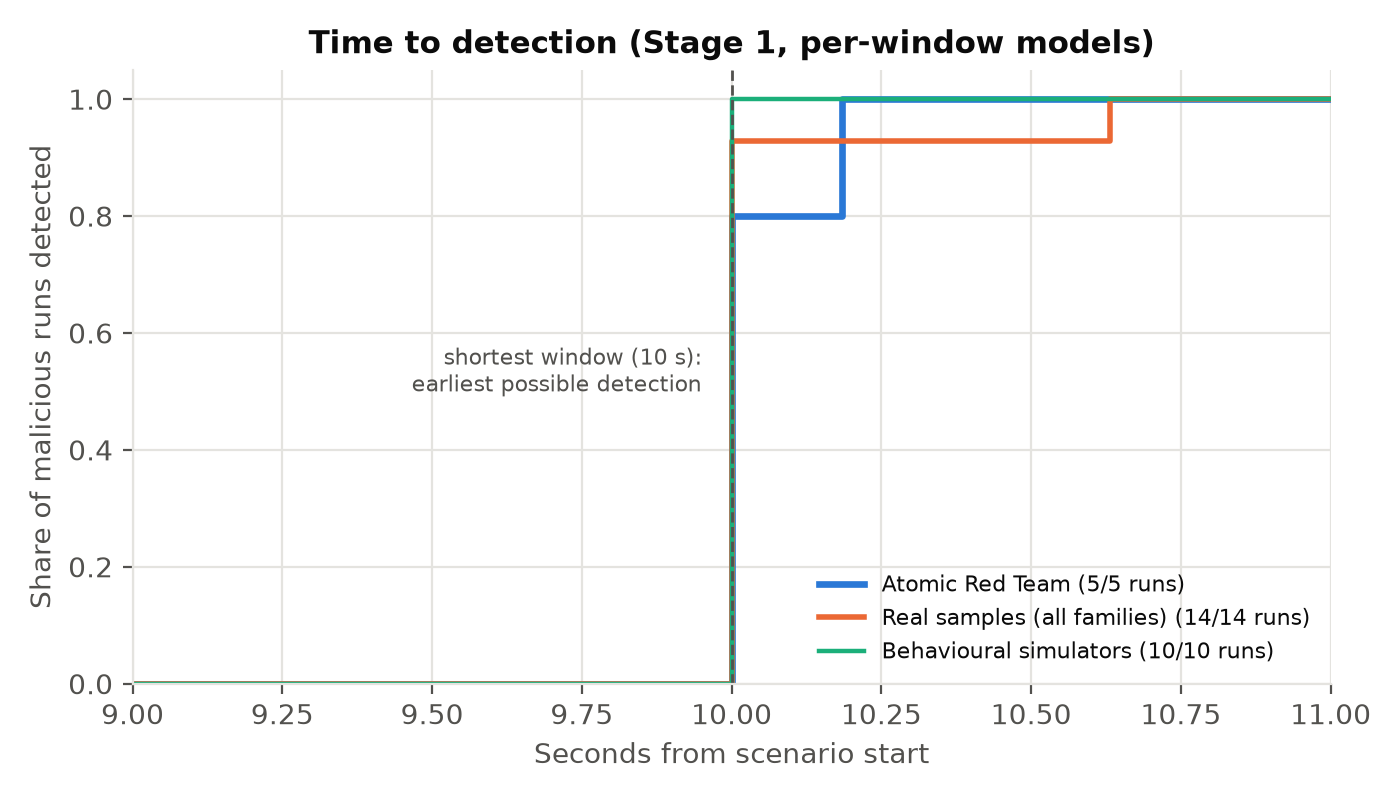 Time to detection (Stage 1, per-window models)
Share of malicious runs detected
1.0
0.8
0.6
0.4
0.2
0.0
shortest window (10 s):
earliest possible detection
Atomic Red Team (5/5 runs)
Real samples (all families) (14/14 runs)
Behavioural simulators (10/10 runs)
9.00 9.25 9.50 9.75 10.00 10.25 10.50 10.75 11.00
Seconds from scenario start